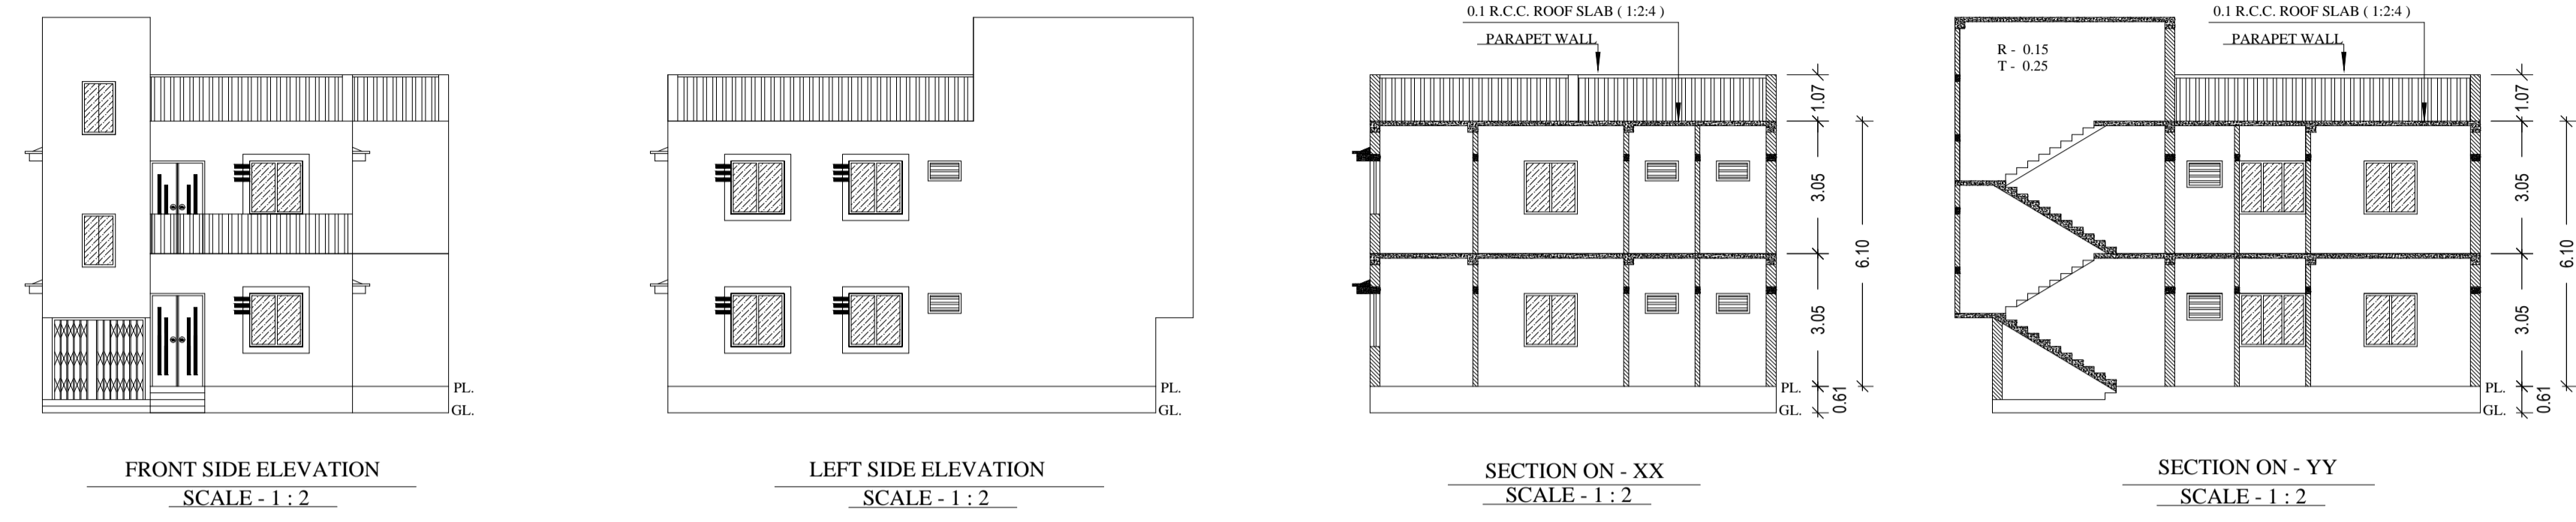 PL.
GL.
FRONT SIDE ELEVATION
SCALE - 1 : 2
PL.
GL.
LEFT SIDE ELEVATION
SCALE - 1 : 2
0.1 R.C.C. ROOF SLAB ( 1:2:4 )
PARAPET WALL
1.07
3.05
6.10
3.05
PL.
GL.
0.61
SECTION ON - XX
SCALE - 1 : 2
0.1 R.C.C. ROOF SLAB ( 1:2:4 )
PARAPET WALL
R - 0.15
T - 0.25
1.07
3.05
6.10
3.05
PL.
GL.
0.61
SECTION ON - YY
SCALE - 1 : 2